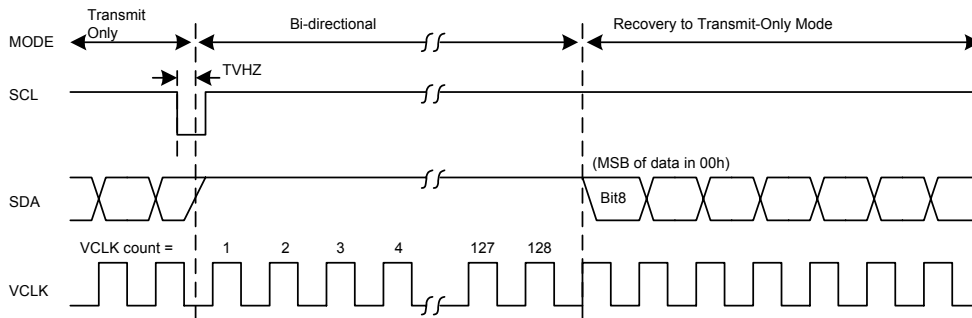 Transmit
Only
Bi-directional
Recovery to Transmit-Only Mode
MODE
TVHZ
SCL
(MSB of data in 00h)
SDA
Bit8
VCLK count = 1 2 3 4 127 128
VCLK